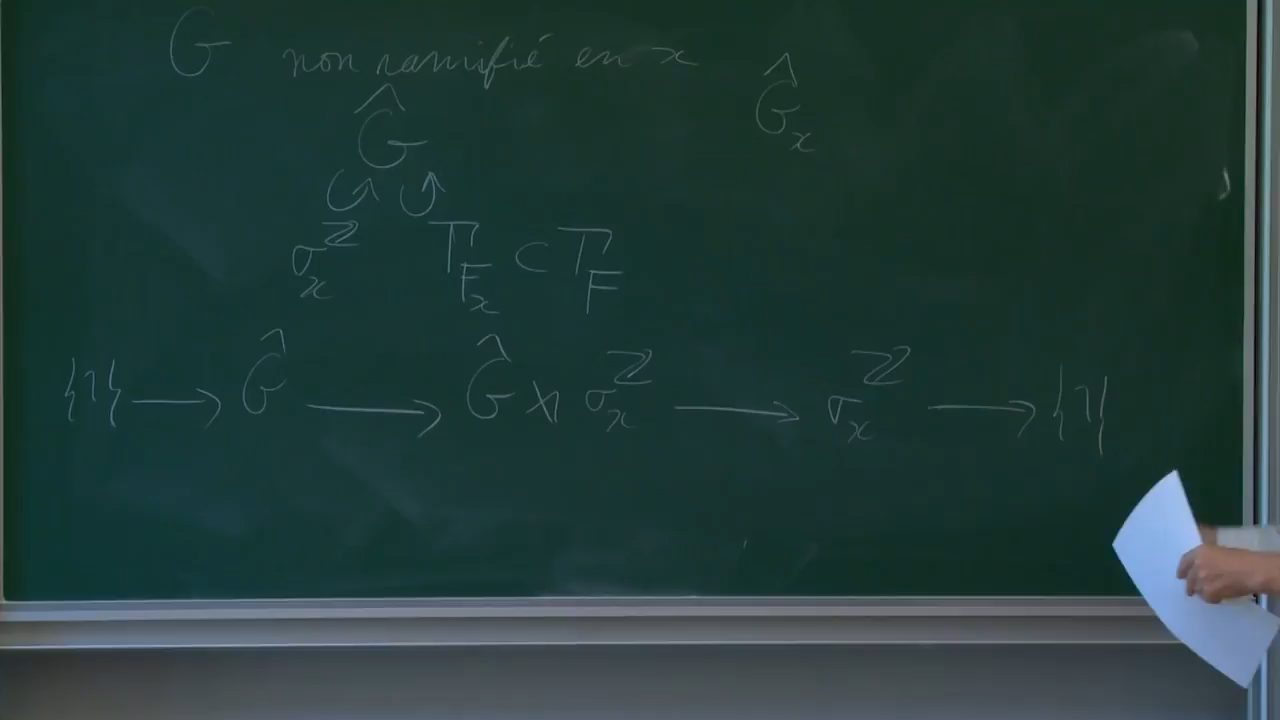 G non ramifié en x
Ĝ_x
Ĝ
↺ ↺
σ_x^ℤ Γ_{F_x} ⊂ Γ_F
{1} ⟶ Ĝ ⟶ Ĝ ⋊ σ_x^ℤ ⟶ σ_x^ℤ ⟶ {1}